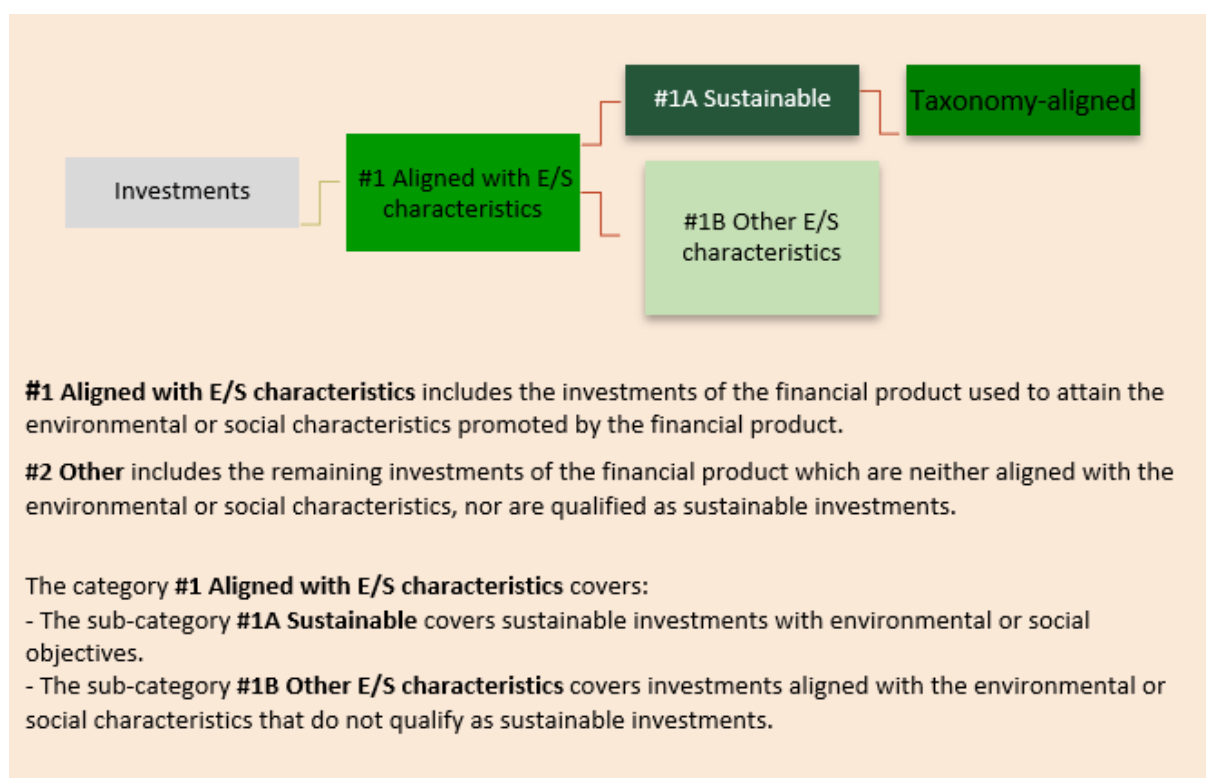 #1A Sustainable
Taxonomy-aligned
Investments
#1 Aligned with E/S
characteristics
#1B Other E/S
characteristics
#1 Aligned with E/S characteristics includes the investments of the financial product used to attain the
environmental or social characteristics promoted by the financial product.
#2 Other includes the remaining investments of the financial product which are neither aligned with the
environmental or social characteristics, nor are qualified as sustainable investments.
The category #1 Aligned with E/S characteristics covers:
- The sub-category #1A Sustainable covers sustainable investments with environmental or social
objectives.
- The sub-category #1B Other E/S characteristics covers investments aligned with the environmental or
social characteristics that do not qualify as sustainable investments.